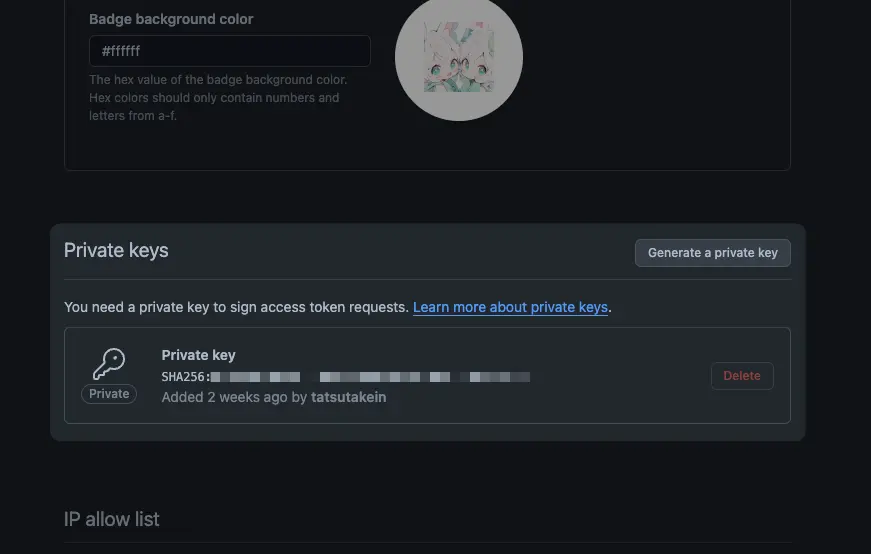 Badge background color
#ffffff
The hex value of the badge background color.
Hex colors should only contain numbers and
letters from a-f.
Private keys
Generate a private key
You need a private key to sign access token requests. Learn more about private keys.
Private key
SHA256:
Private
Added 2 weeks ago by tatsutakein
Delete
IP allow list